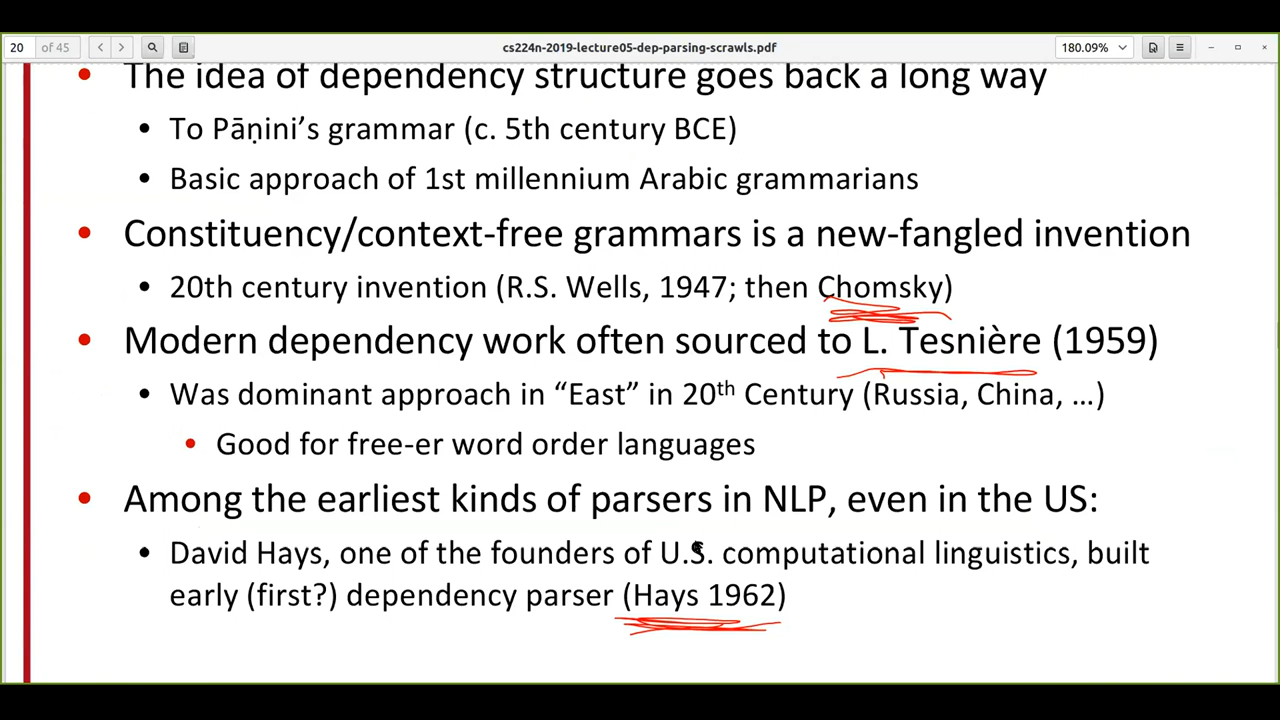 20 of 45 cs224n-2019-lecture05-dep-parsing-scrawls.pdf 180.09%
• The idea of dependency structure goes back a long way
• To Pāṇini’s grammar (c. 5th century BCE)
• Basic approach of 1st millennium Arabic grammarians
• Constituency/context-free grammars is a new-fangled invention
• 20th century invention (R.S. Wells, 1947; then Chomsky)
• Modern dependency work often sourced to L. Tesnière (1959)
• Was dominant approach in “East” in 20th Century (Russia, China, …)
• Good for free-er word order languages
• Among the earliest kinds of parsers in NLP, even in the US:
• David Hays, one of the founders of U.S. computational linguistics, built
early (first?) dependency parser (Hays 1962)